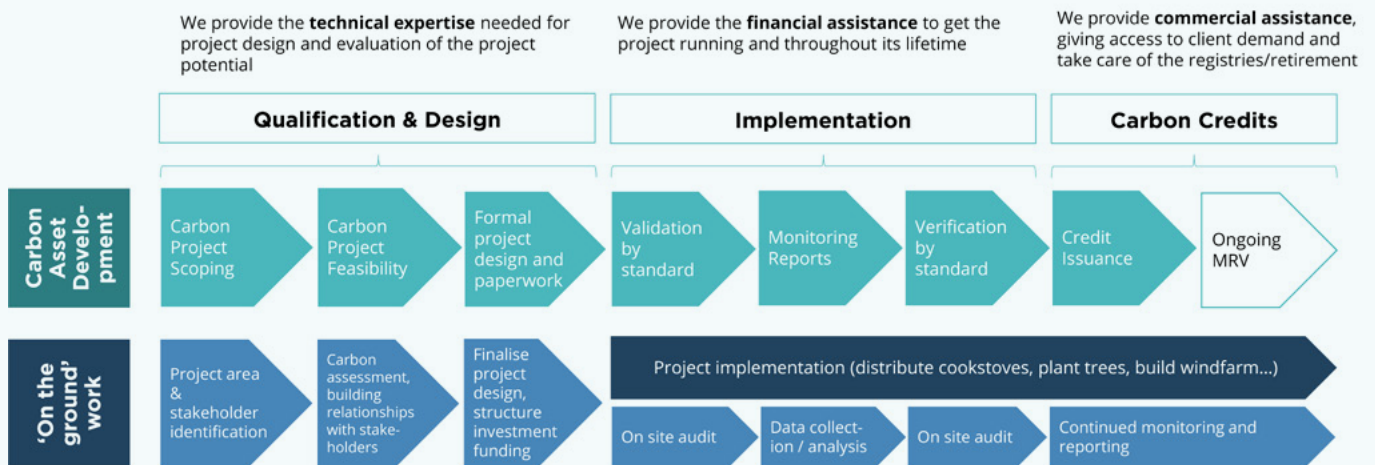 We provide the technical expertise needed for
project design and evaluation of the project
potential
We provide the financial assistance to get the
project running and throughout its lifetime
We provide commercial assistance,
giving access to client demand and
take care of the registries/retirement
Qualification & Design
Implementation
Carbon Credits
Carbon
Asset
Develo-
pment
Carbon
Project
Scoping
Carbon
Project
Feasibility
Formal
project
design and
paperwork
Validation
by
standard
Monitoring
Reports
Verification
by
standard
Credit
Issuance
Ongoing
MRV
'On the
ground'
work
Project area
&
stakeholder
identification
Carbon
assessment,
building
relationships
with stake-
holders
Finalise
project
design,
structure
investment
funding
Project implementation (distribute cookstoves, plant trees, build windfarm...)
On site audit
Data collect-
ion / analysis
On site audit
Continued monitoring and
reporting